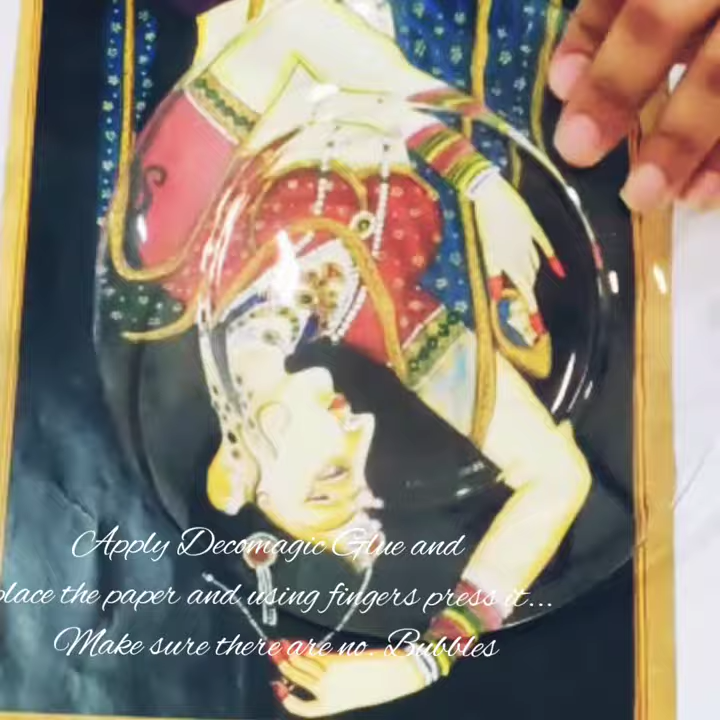 Apply Decomagic Glue and
place the paper and using fingers press it...
Make sure there are no. Bubbles